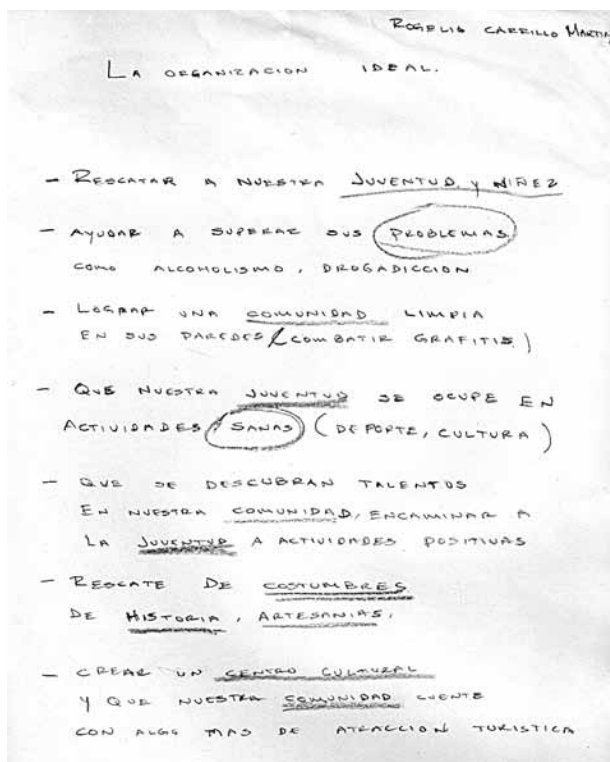 ROGELIO CARRILLO MARTIN
LA ORGANIZACION IDEAL.
- RESCATAR A NUESTRA JUVENTUD y NIÑEZ
- AYUDAR A SUPERAR SUS PROBLEMAS
COMO ALCOHOLISMO, DROGADICCION
- LOGRAR UNA COMUNIDAD LIMPIA
EN SUS PAREDES (COMBATIR GRAFITIS)
- QUE NUESTRA JUVENTUD SE OCUPE EN
ACTIVIDADES SANAS (DEPORTE, CULTURA)
- QUE SE DESCUBRAN TALENTOS
EN NUESTRA COMUNIDAD, ENCAMINAR A
LA JUVENTUD A ACTIVIDADES POSITIVAS
- RESCATE DE COSTUMBRES
DE HISTORIA, ARTESANIAS,
- CREAR UN CENTRO CULTURAL
Y QUE NUESTRA COMUNIDAD CUENTE
CON ALGO MAS DE ATRACCION TURISTICA